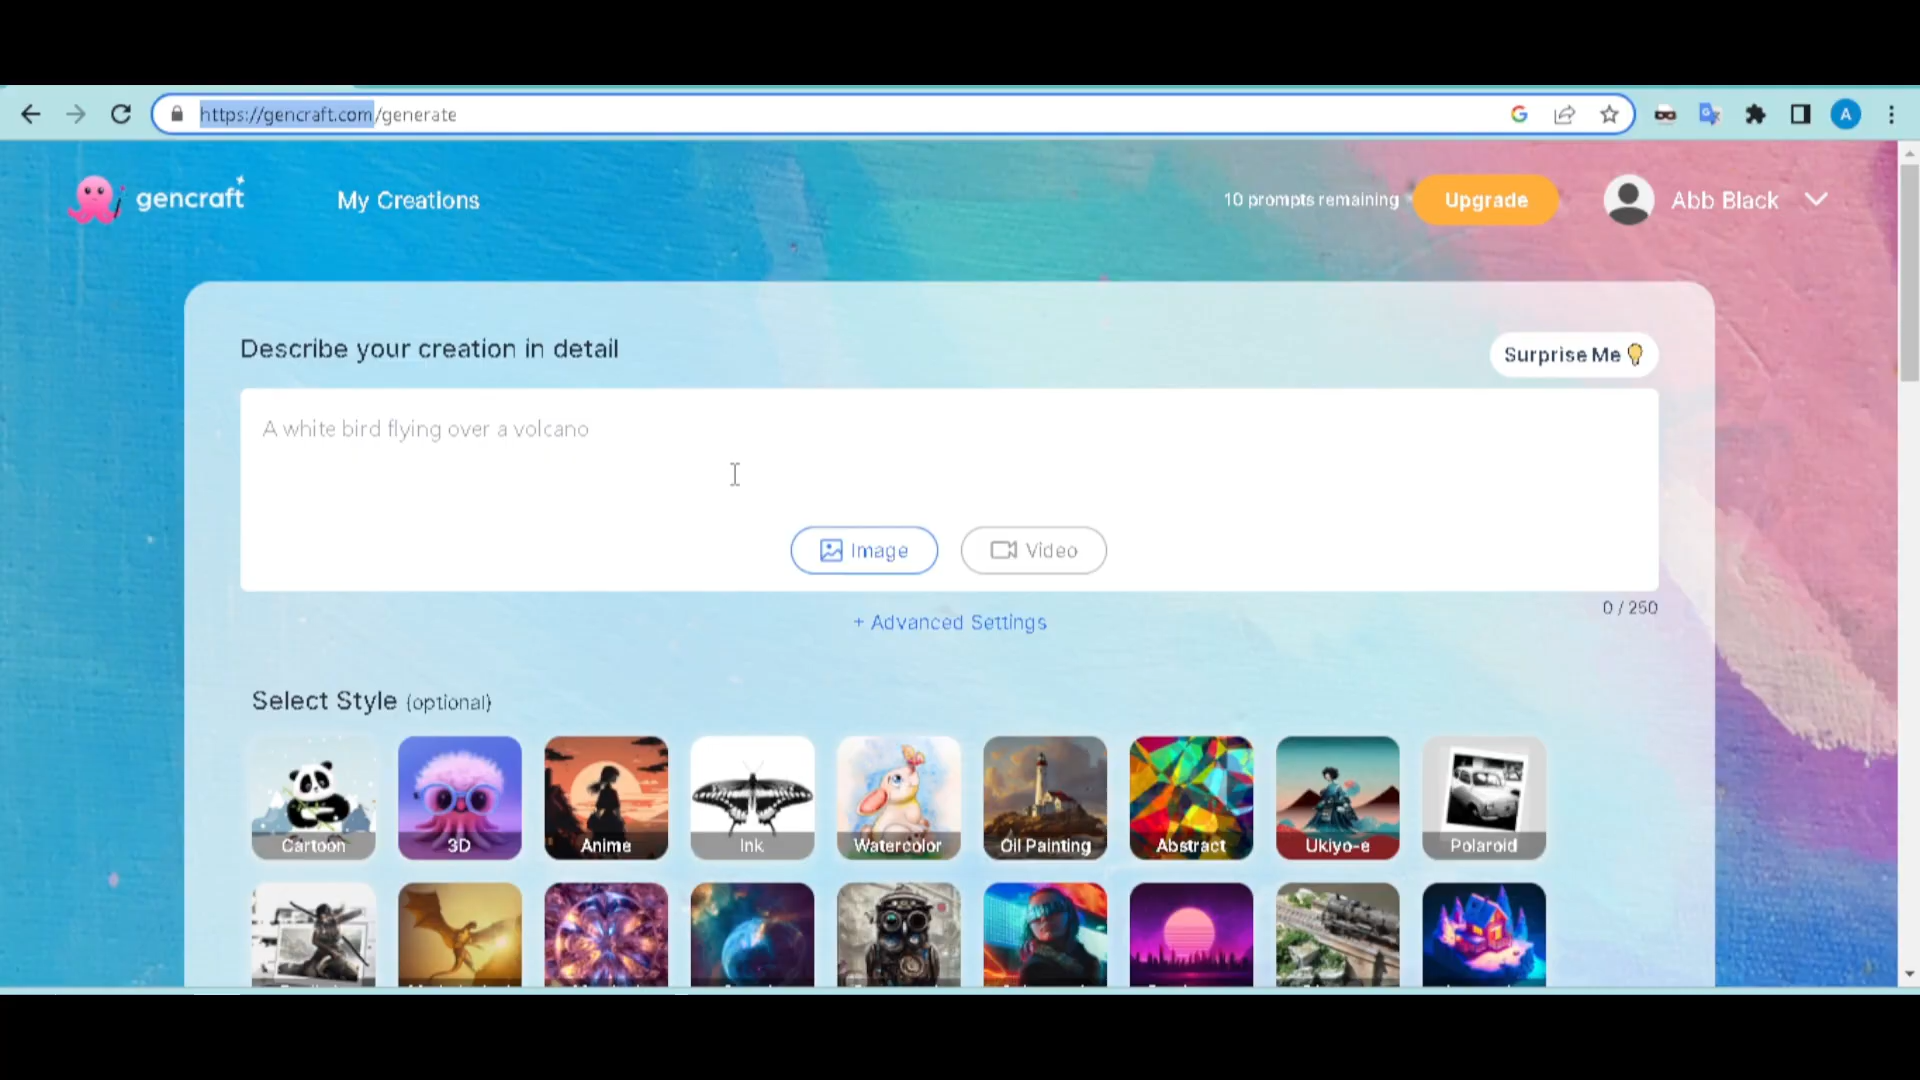 https://gencraft.com/generate
A
gencraft
My Creations
10 prompts remaining
Upgrade
Abb Black
Describe your creation in detail
Surprise Me
A white bird flying over a volcano
Image
Video
0 / 250
+ Advanced Settings
Select Style (optional)
Cartoon
3D
Anime
Ink
Watercolor
Oil Painting
Abstract
Ukiyo-e
Polaroid